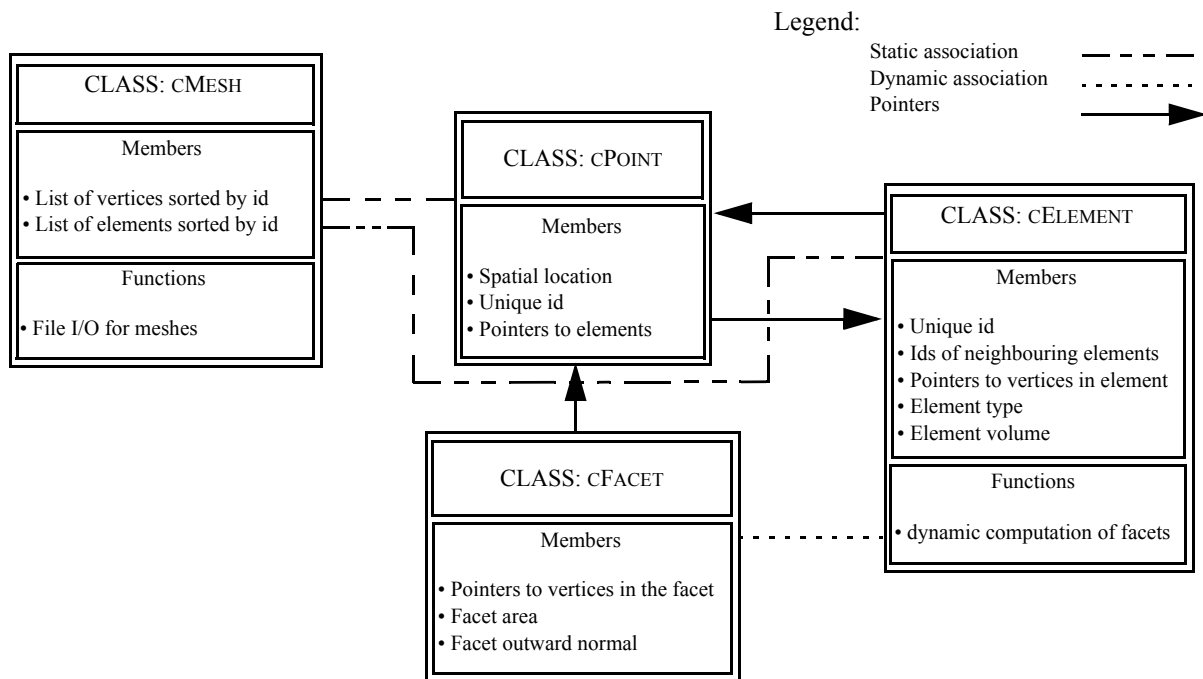 Legend:
Static association
Dynamic association
Pointers
CLASS: CMESH
Members
• List of vertices sorted by id
• List of elements sorted by id
Functions
• File I/O for meshes
CLASS: CPOINT
Members
• Spatial location
• Unique id
• Pointers to elements
CLASS: CELEMENT
Members
• Unique id
• Ids of neighbouring elements
• Pointers to vertices in element
• Element type
• Element volume
Functions
• dynamic computation of facets
CLASS: CFACET
Members
• Pointers to vertices in the facet
• Facet area
• Facet outward normal